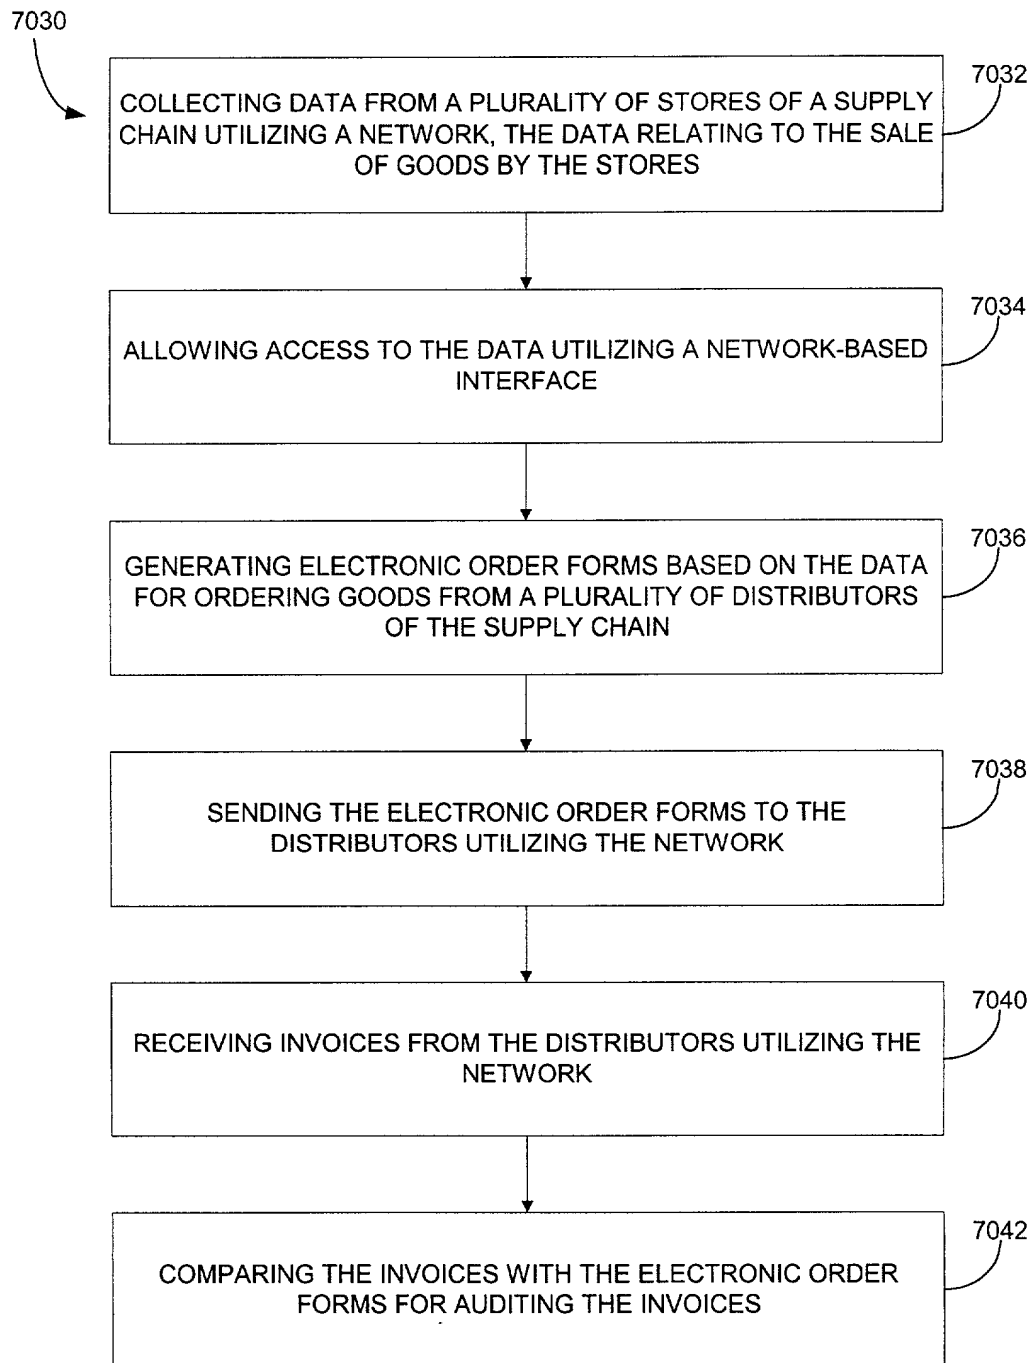 7030
7032
COLLECTING DATA FROM A PLURALITY OF STORES OF A SUPPLY
CHAIN UTILIZING A NETWORK, THE DATA RELATING TO THE SALE
OF GOODS BY THE STORES
7034
ALLOWING ACCESS TO THE DATA UTILIZING A NETWORK-BASED
INTERFACE
7036
GENERATING ELECTRONIC ORDER FORMS BASED ON THE DATA
FOR ORDERING GOODS FROM A PLURALITY OF DISTRIBUTORS
OF THE SUPPLY CHAIN
7038
SENDING THE ELECTRONIC ORDER FORMS TO THE
DISTRIBUTORS UTILIZING THE NETWORK
7040
RECEIVING INVOICES FROM THE DISTRIBUTORS UTILIZING THE
NETWORK
7042
COMPARING THE INVOICES WITH THE ELECTRONIC ORDER
FORMS FOR AUDITING THE INVOICES